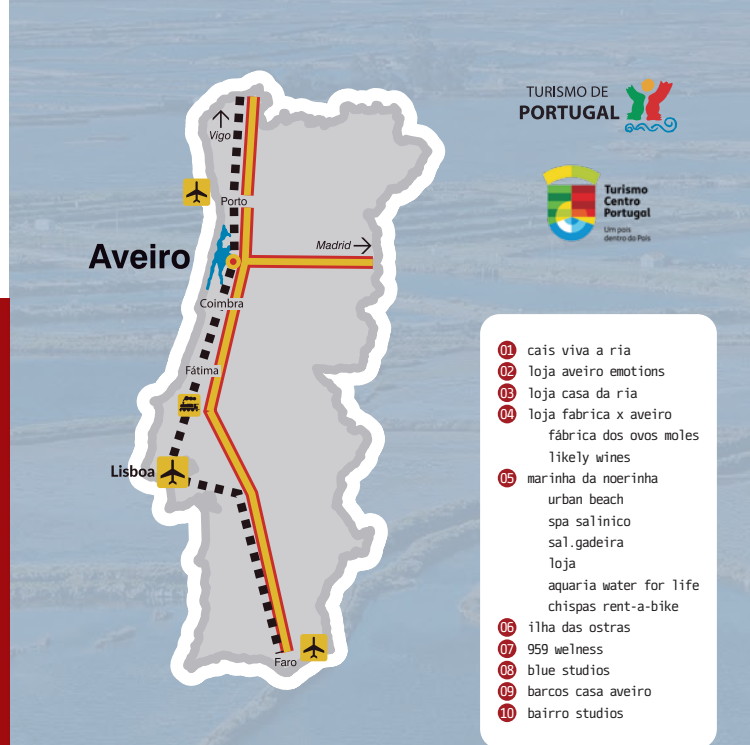 TURISMO DE
PORTUGAL
Turismo
Centro
Portugal
Um país
dentro do País
Vigo
Porto
Aveiro
Madrid
Coimbra
Fátima
Lisboa
Faro
01 cais viva a ria
02 loja aveiro emotions
03 loja casa da ria
04 loja fabrica x aveiro
fábrica dos ovos moles
likely wines
05 marinha da noerinha
urban beach
spa salinico
sal.gadeira
loja
aquaria water for life
chispas rent-a-bike
06 ilha das ostras
07 959 welness
08 blue studios
09 barcos casa aveiro
10 bairro studios